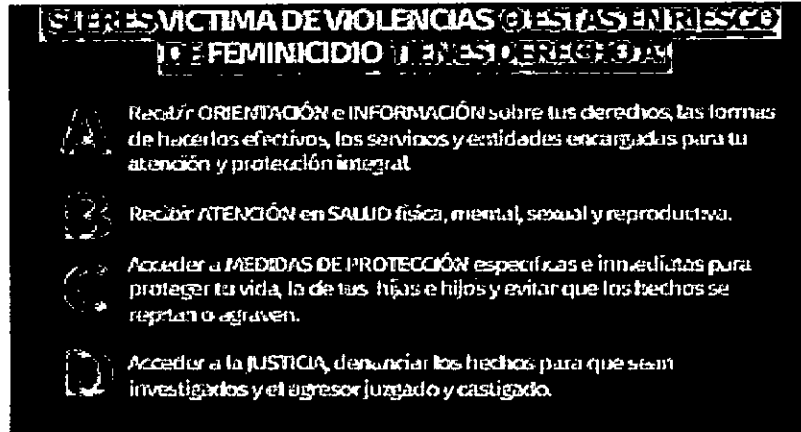 SI ERES VICTIMA DE VIOLENCIAS O ESTAS EN RIESGO
DE FEMINICIDIO TIENES DERECHO A:
A Recibir ORIENTACIÓN e INFORMACIÓN sobre tus derechos, las formas
de hacerlos efectivos, los servicios y entidades encargadas para tu
atención y protección integral.
B Recibir ATENCIÓN en SALUD física, mental, sexual y reproductiva.
C Acceder a MEDIDAS DE PROTECCIÓN específicas e inmediatas para
proteger tu vida, la de tus hijas e hijos y evitar que los hechos se
repitan o agraven.
D Acceder a la JUSTICIA, denunciar los hechos para que sean
investigados y el agresor juzgado y castigado.